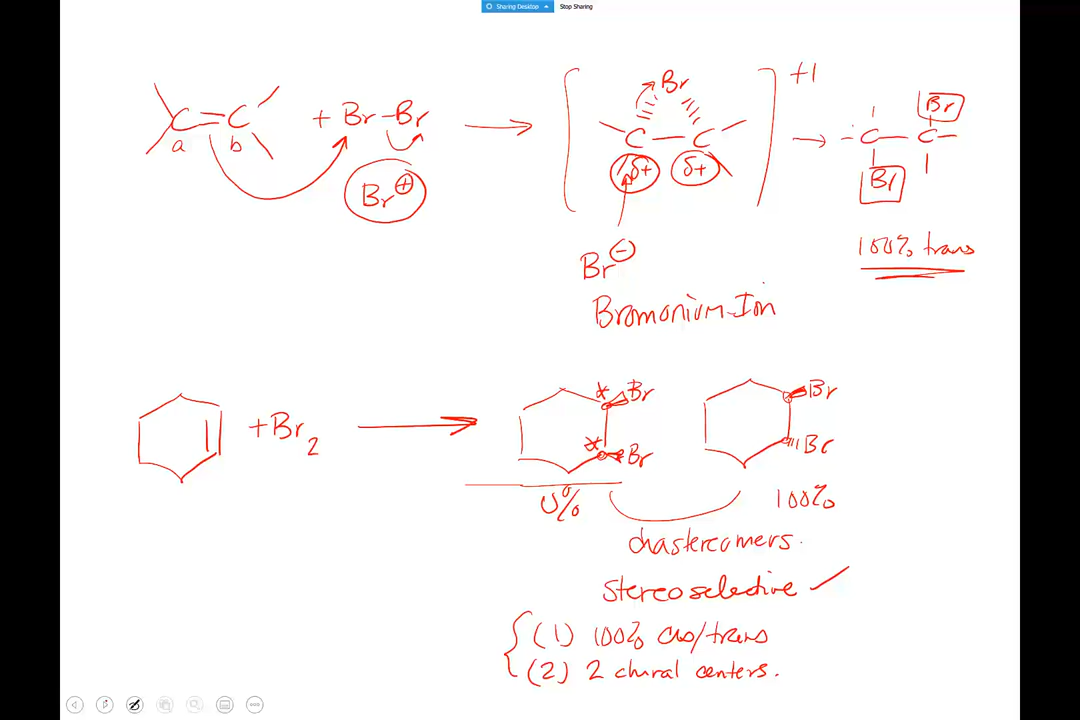 Sharing Desktop Stop Sharing
C = C + Br - Br
a b
Br +
Br
C - C
δ+ δ+
+1
Br
C - C
Br
Br -
100% trans
Bromonium Ion
+ Br2
* Br
* Br
Br
Br
0%
100%
diastereomers.
stereoselective ✓
(1) 100% cis/trans
(2) 2 chiral centers.